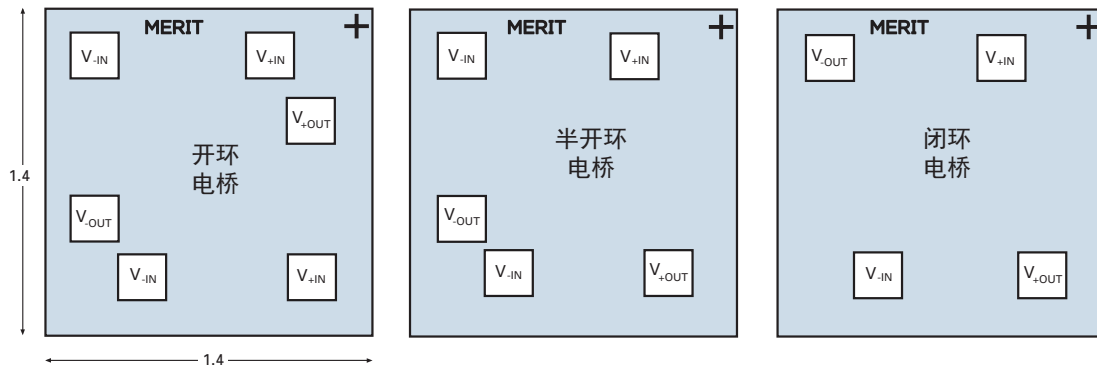 MERIT
V-IN
V+IN
V+OUT
开环
电桥
V-OUT
V-IN
V+IN
1.4
1.4
MERIT
V-IN
V+IN
半开环
电桥
V-OUT
V-IN
V+OUT
MERIT
V-OUT
V+IN
闭环
电桥
V-IN
V+OUT